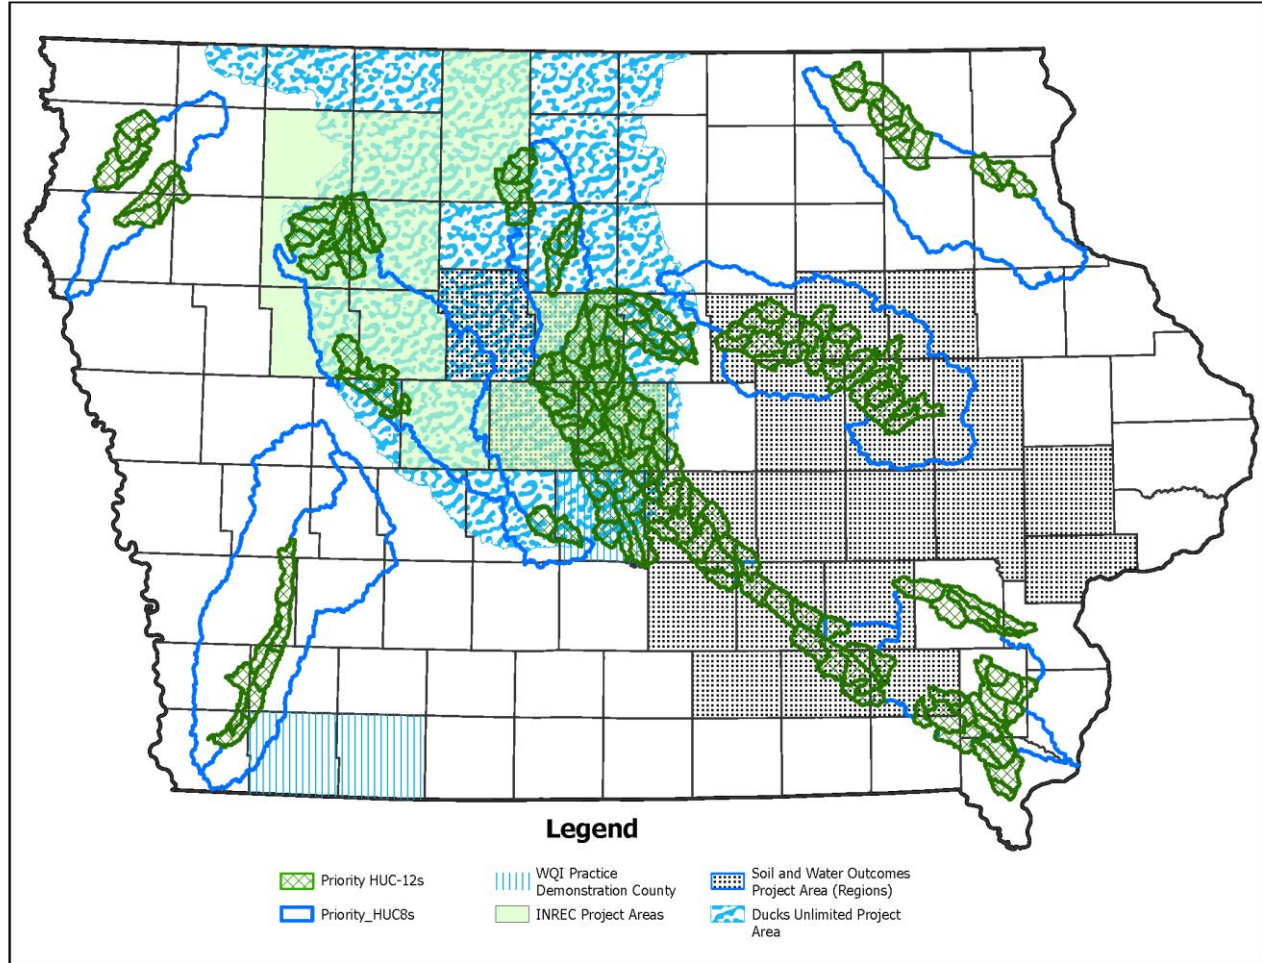 Legend
Priority HUC-12s
Priority_HUC8s
WQI Practice
Demonstration County
INREC Project Areas
Soil and Water Outcomes
Project Area (Regions)
Ducks Unlimited Project
Area